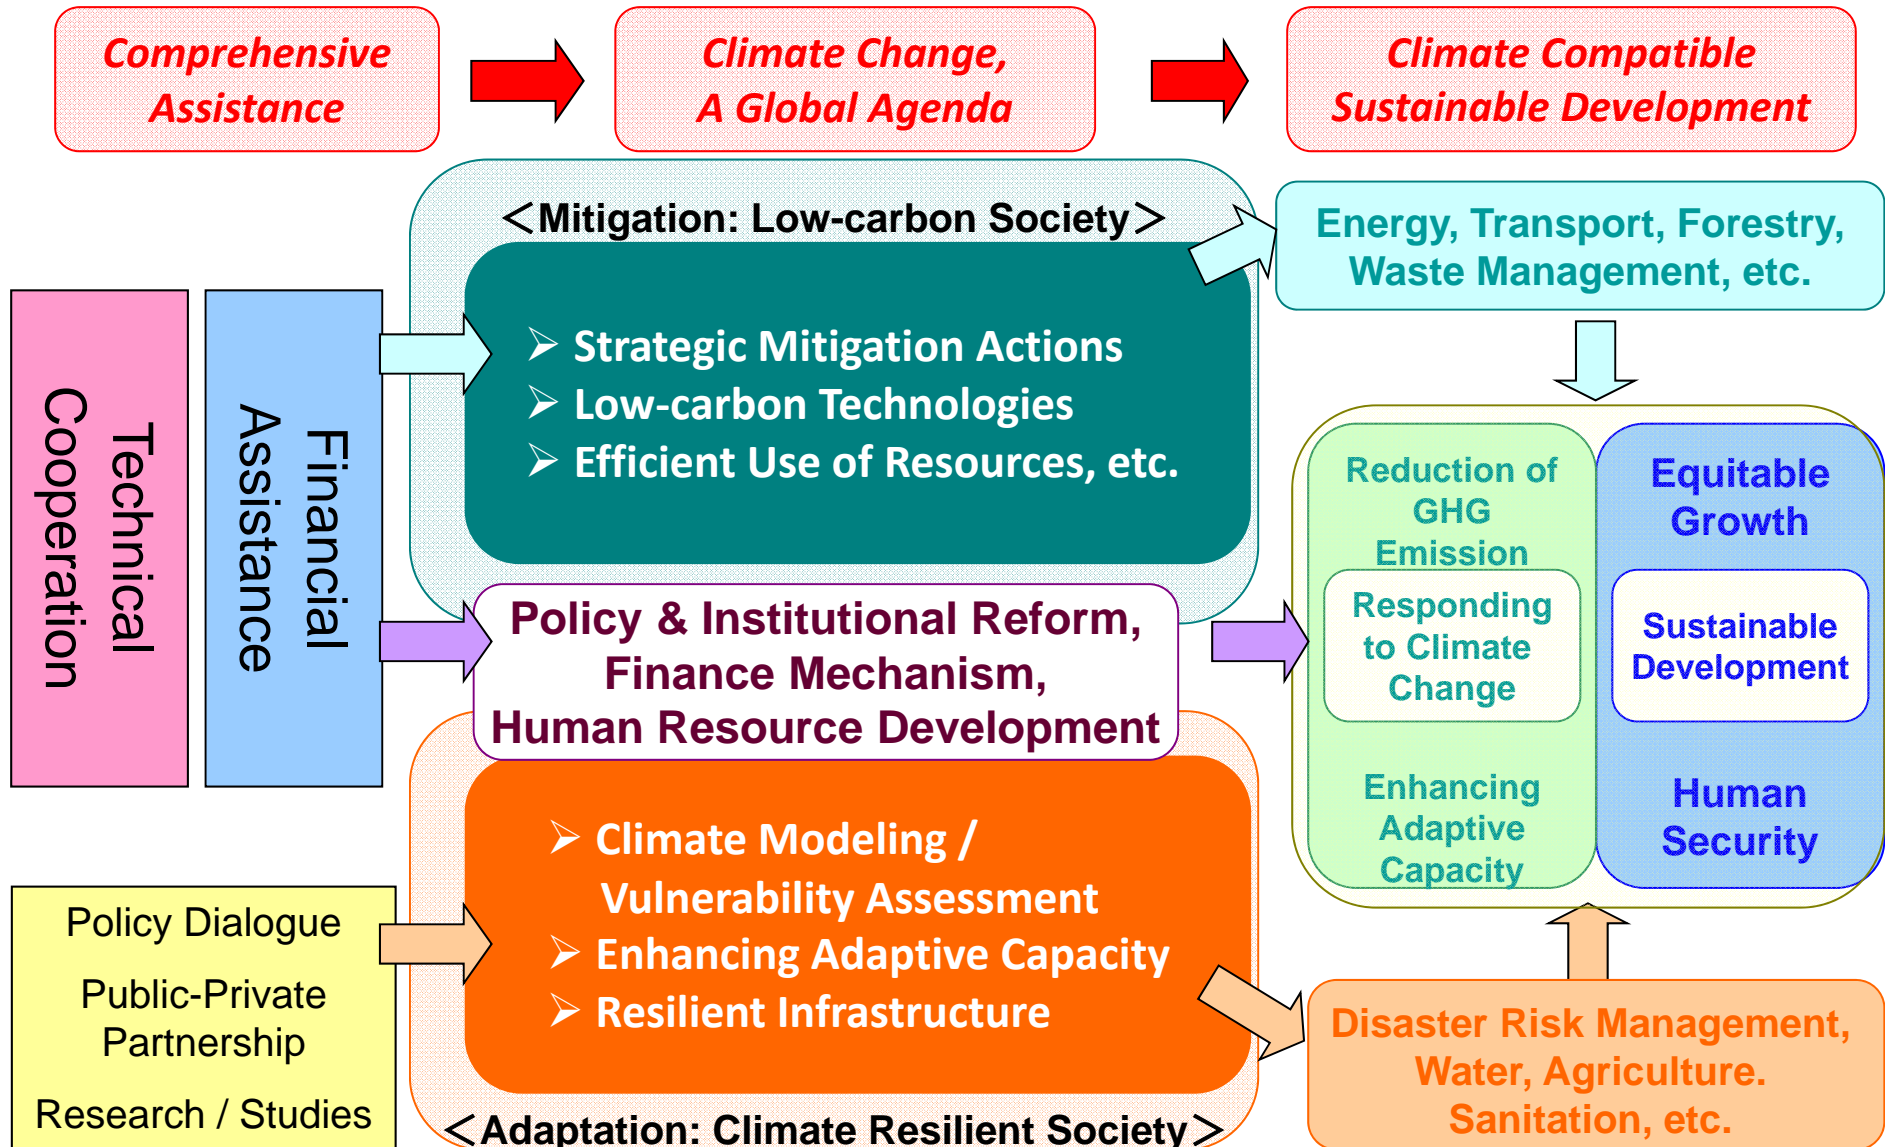 Comprehensive
Assistance
Climate Change,
A Global Agenda
Climate Compatible
Sustainable Development
Technical
Cooperation
Financial
Assistance
Policy Dialogue
Public-Private
Partnership
Research / Studies
＜Mitigation: Low-carbon Society＞
➢ Strategic Mitigation Actions
➢ Low-carbon Technologies
➢ Efficient Use of Resources, etc.
Policy & Institutional Reform,
Finance Mechanism,
Human Resource Development
➢ Climate Modeling /
Vulnerability Assessment
➢ Enhancing Adaptive Capacity
➢ Resilient Infrastructure
＜Adaptation: Climate Resilient Society＞
Energy, Transport, Forestry,
Waste Management, etc.
Reduction of
GHG
Emission
Responding
to Climate
Change
Enhancing
Adaptive
Capacity
Equitable
Growth
Sustainable
Development
Human
Security
Disaster Risk Management,
Water, Agriculture.
Sanitation, etc.